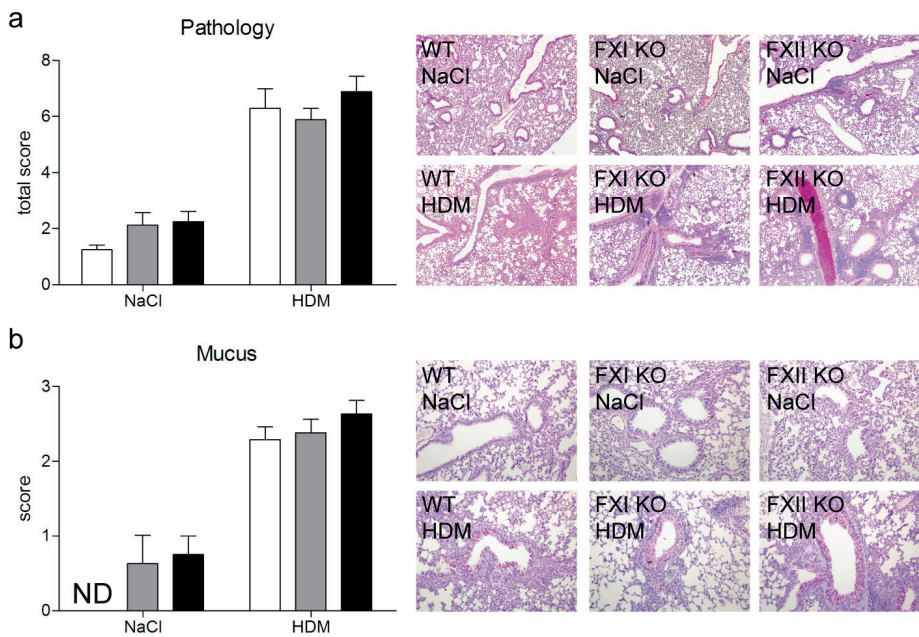 a
Pathology
total score
8
6
4
2
0
NaCl
HDM
WT
NaCl
FXI KO
NaCl
FXII KO
NaCl
WT
HDM
FXI KO
HDM
FXII KO
HDM
b
Mucus
score
3
2
1
0
ND
NaCl
HDM
WT
NaCl
FXI KO
NaCl
FXII KO
NaCl
WT
HDM
FXI KO
HDM
FXII KO
HDM